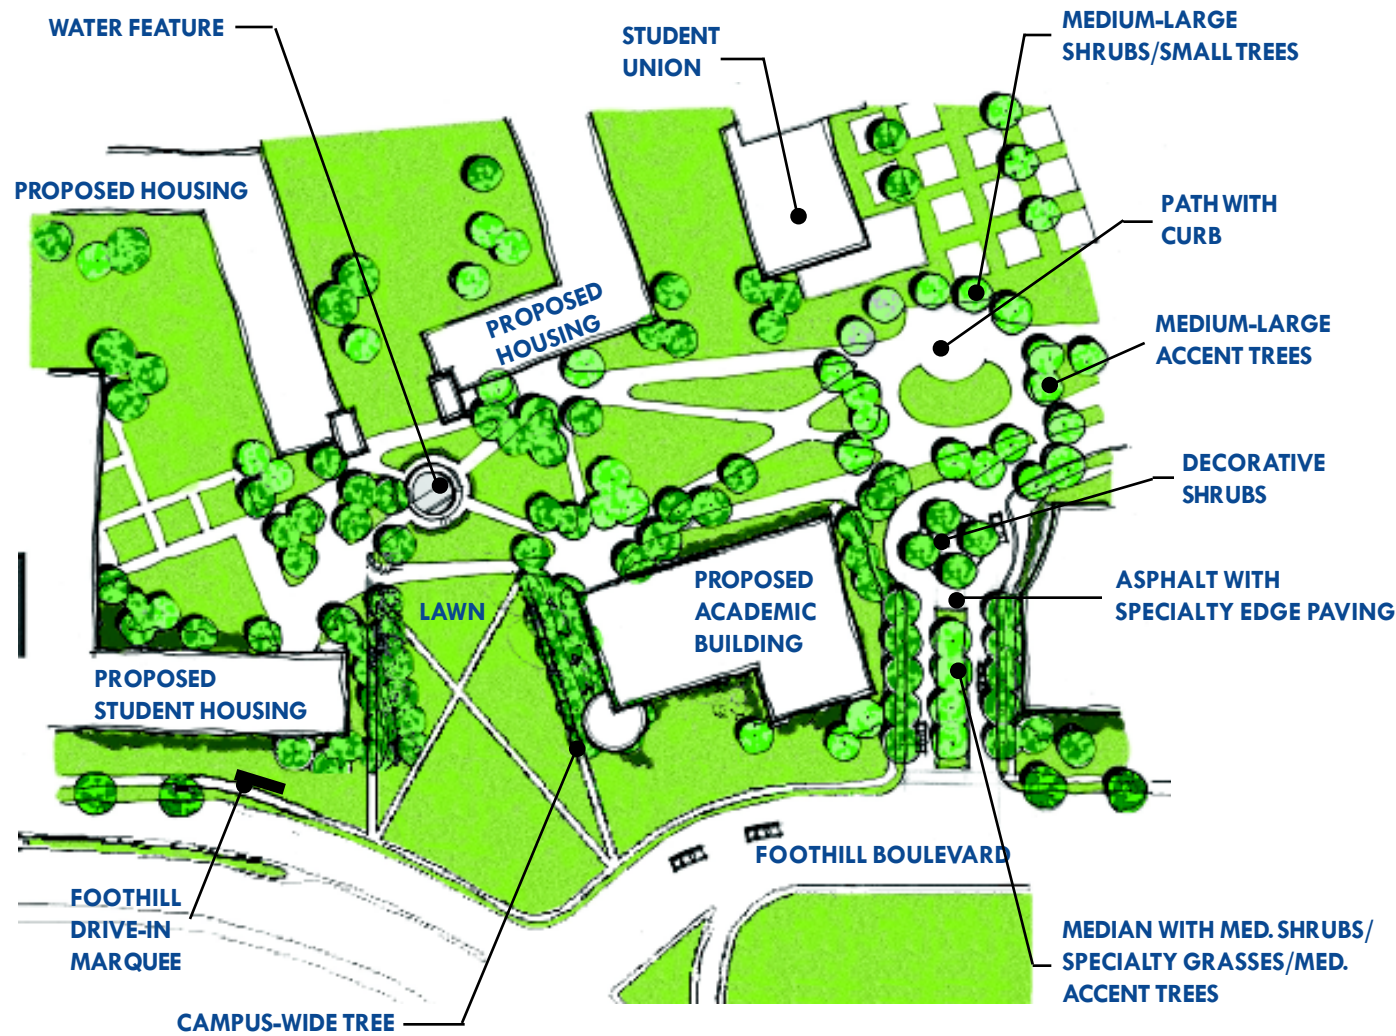 WATER FEATURE
STUDENT
UNION
MEDIUM-LARGE
SHRUBS/SMALL TREES
PROPOSED HOUSING
PATH WITH
CURB
PROPOSED
HOUSING
MEDIUM-LARGE
ACCENT TREES
DECORATIVE
SHRUBS
LAWN
PROPOSED
ACADEMIC
BUILDING
ASPHALT WITH
SPECIALTY EDGE PAVING
PROPOSED
STUDENT HOUSING
FOOTHILL BOULEVARD
FOOTHILL
DRIVE-IN
MARQUEE
MEDIAN WITH MED. SHRUBS/
SPECIALTY GRASSES/MED.
ACCENT TREES
CAMPUS-WIDE TREE